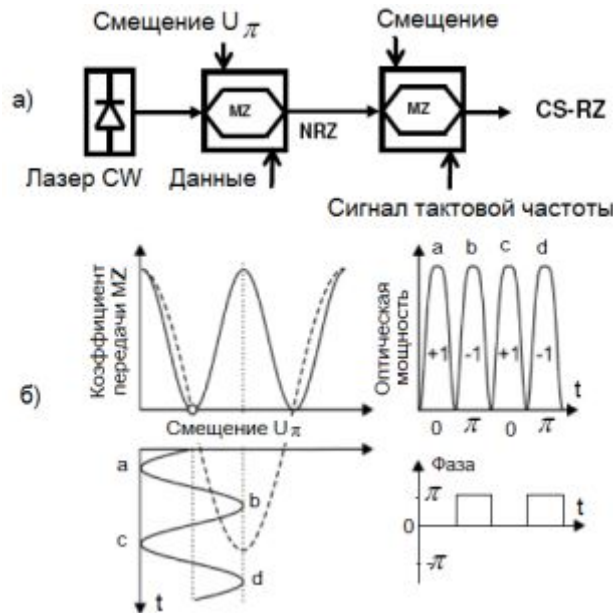 Смещение U π
Смещение
а)
MZ
NRZ
MZ
CS-RZ
Лазер CW
Данные
Сигнал тактовой частоты
б)
Коэффициент
передачи MZ
Смещение U π
a
b
c
d
t
a b c d
Оптическая
мощность
+1 -1 +1 -1
t
0 π 0 π
Фаза
π
0
t
-π